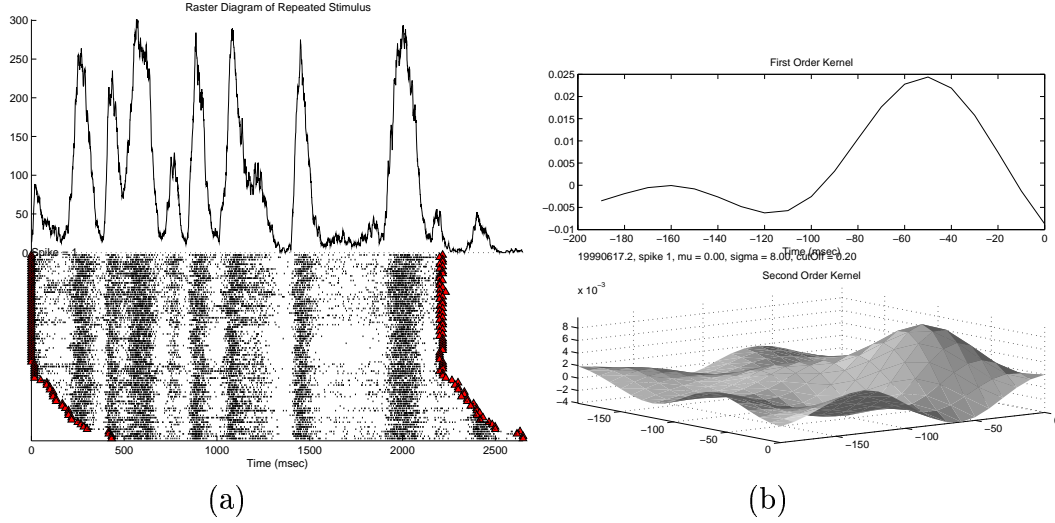 Raster Diagram of Repeated Stimulus
300
250
200
150
100
50
0
Spike = 1
0 500 1000 1500 2000 2500
Time (msec)
(a)
First Order Kernel
0.025
0.02
0.015
0.01
0.005
0
−0.005
−0.01
−200 −180 −160 −140 −120 −100 −80 −60 −40 −20 0
Time (msec)
19990617.2, spike 1, mu = 0.00, sigma = 8.00, cutOff = 0.20
Second Order Kernel
x 10⁻³
8
6
4
2
0
−2
−4
−150 −100 −50 0
−150 −100 −50
(b)